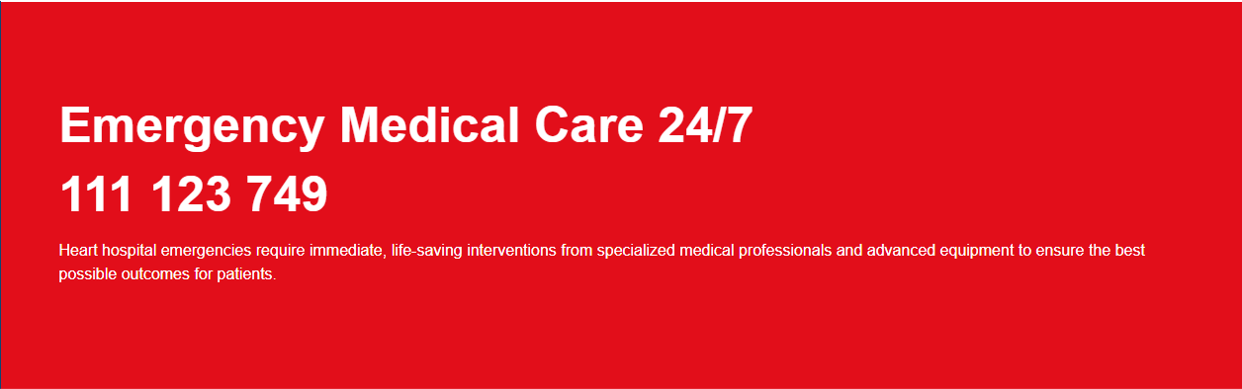 Emergency Medical Care 24/7
111 123 749
Heart hospital emergencies require immediate, life-saving interventions from specialized medical professionals and advanced equipment to ensure the best
possible outcomes for patients.